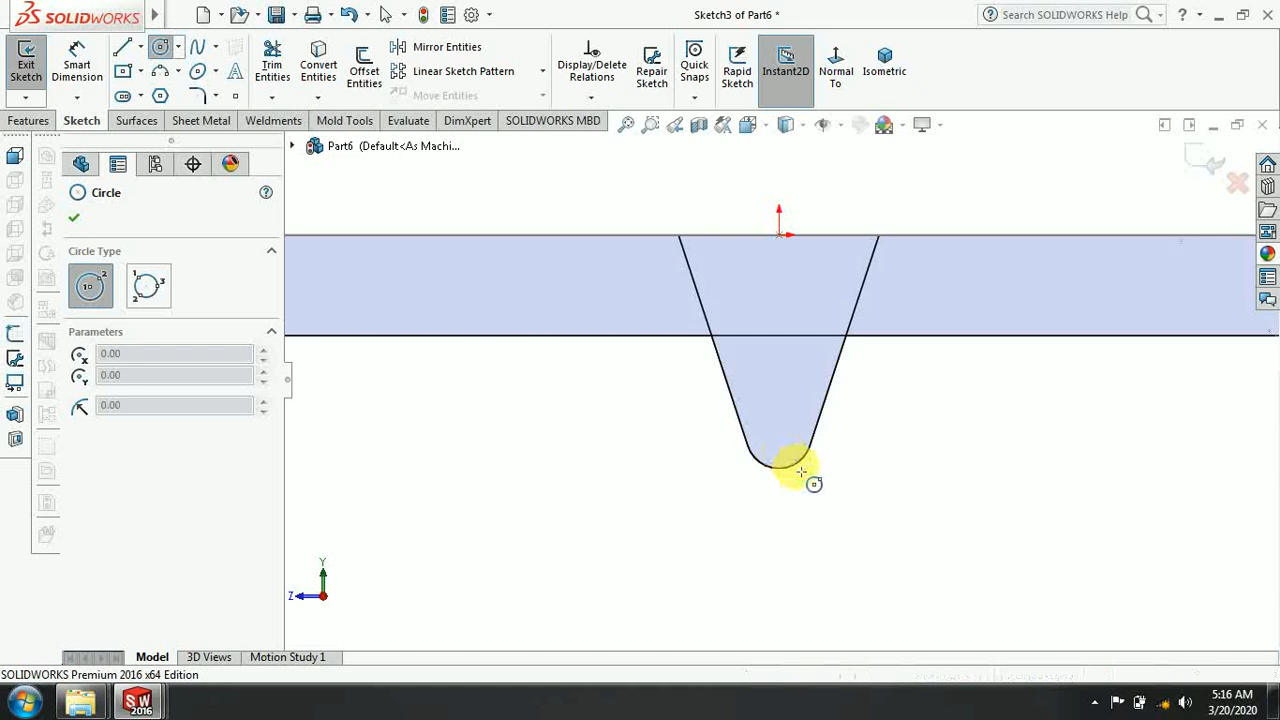 SOLIDWORKS
Sketch3 of Part6 *
Search SOLIDWORKS Help
Exit Sketch
Smart Dimension
Trim Entities
Convert Entities
Offset Entities
Mirror Entities
Linear Sketch Pattern
Move Entities
Display/Delete Relations
Repair Sketch
Quick Snaps
Rapid Sketch
Instant2D
Normal To
Isometric
Features
Sketch
Surfaces
Sheet Metal
Weldments
Mold Tools
Evaluate
DimXpert
SOLIDWORKS MBD
Part6 (Default<As Machi...
Circle
Circle Type
Parameters
0.00
0.00
0.00
Y
Z
Model
3D Views
Motion Study 1
SOLIDWORKS Premium 2016 x64 Edition
SW
2016
5:16 AM
3/20/2020